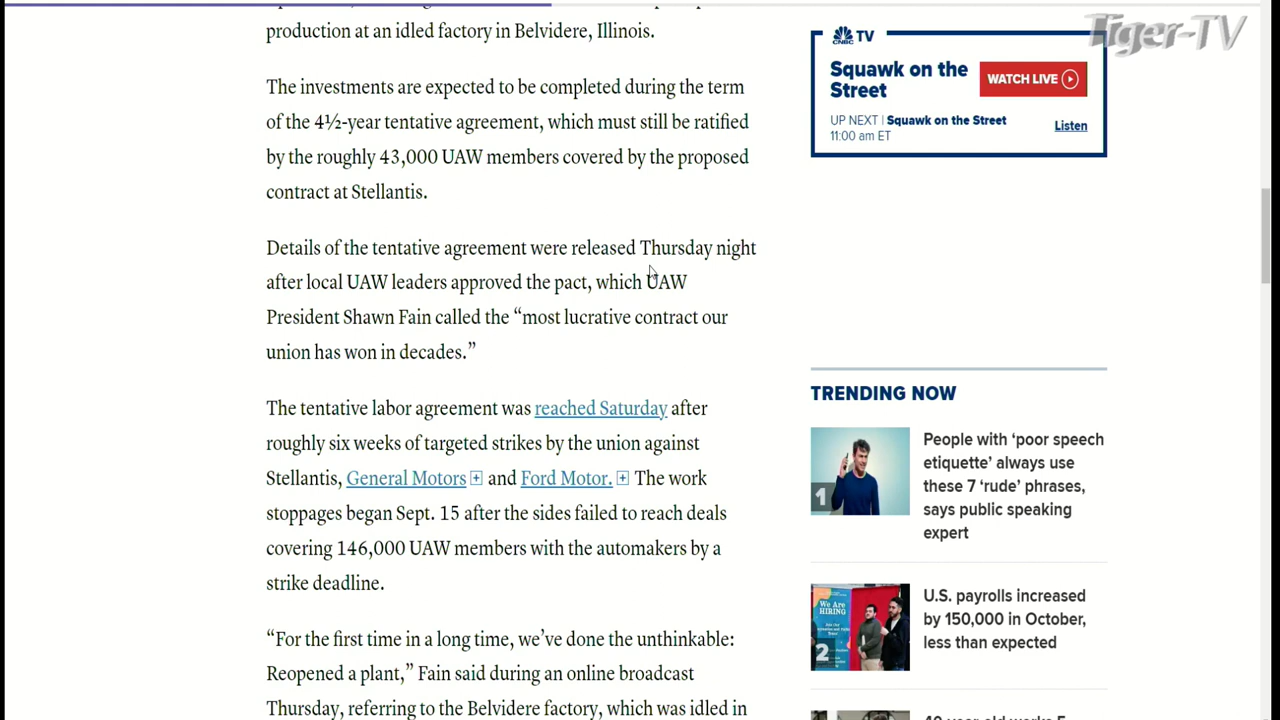 production at an idled factory in Belvidere, Illinois.
The investments are expected to be completed during the term
of the 4½-year tentative agreement, which must still be ratified
by the roughly 43,000 UAW members covered by the proposed
contract at Stellantis.
Details of the tentative agreement were released Thursday night
after local UAW leaders approved the pact, which UAW
President Shawn Fain called the “most lucrative contract our
union has won in decades.”
The tentative labor agreement was reached Saturday after
roughly six weeks of targeted strikes by the union against
Stellantis, General Motors and Ford Motor. The work
stoppages began Sept. 15 after the sides failed to reach deals
covering 146,000 UAW members with the automakers by a
strike deadline.
“For the first time in a long time, we’ve done the unthinkable:
Reopened a plant,” Fain said during an online broadcast
Thursday, referring to the Belvidere factory, which was idled in
Tiger-TV
CNBC TV
Squawk on the
Street
WATCH LIVE
UP NEXT | Squawk on the Street
11:00 am ET
Listen
TRENDING NOW
1
People with ‘poor speech
etiquette’ always use
these 7 ‘rude’ phrases,
says public speaking
expert
We Are
HIRING
2
U.S. payrolls increased
by 150,000 in October,
less than expected